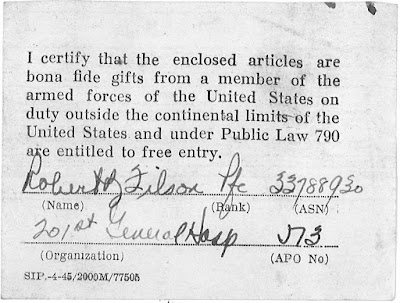 I certify that the enclosed articles are
bona fide gifts from a member of the
armed forces of the United States on
duty outside the continental limits of the
United States and under Public Law 790
are entitled to free entry.
Robert Filson Pfc 33788930
(Name) (Rank) (ASN)
201st General Hosp 573
(Organization) (APO No)
SIP.-4-45/2000M/77505